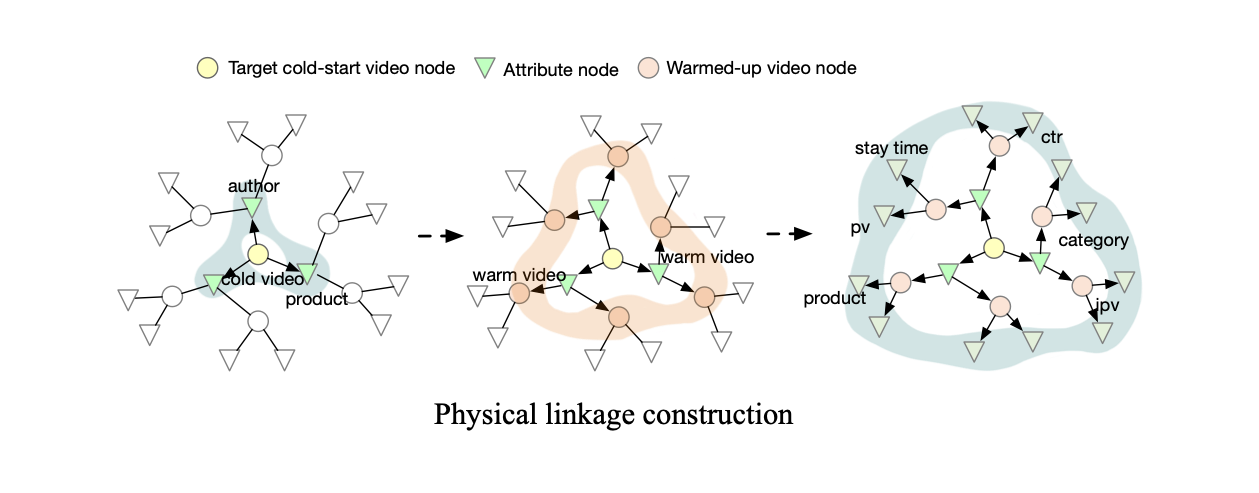 Target cold-start video node
Attribute node
Warmed-up video node
author
cold video
product
warm video
warm video
stay time
ctr
pv
category
product
jpv
Physical linkage construction